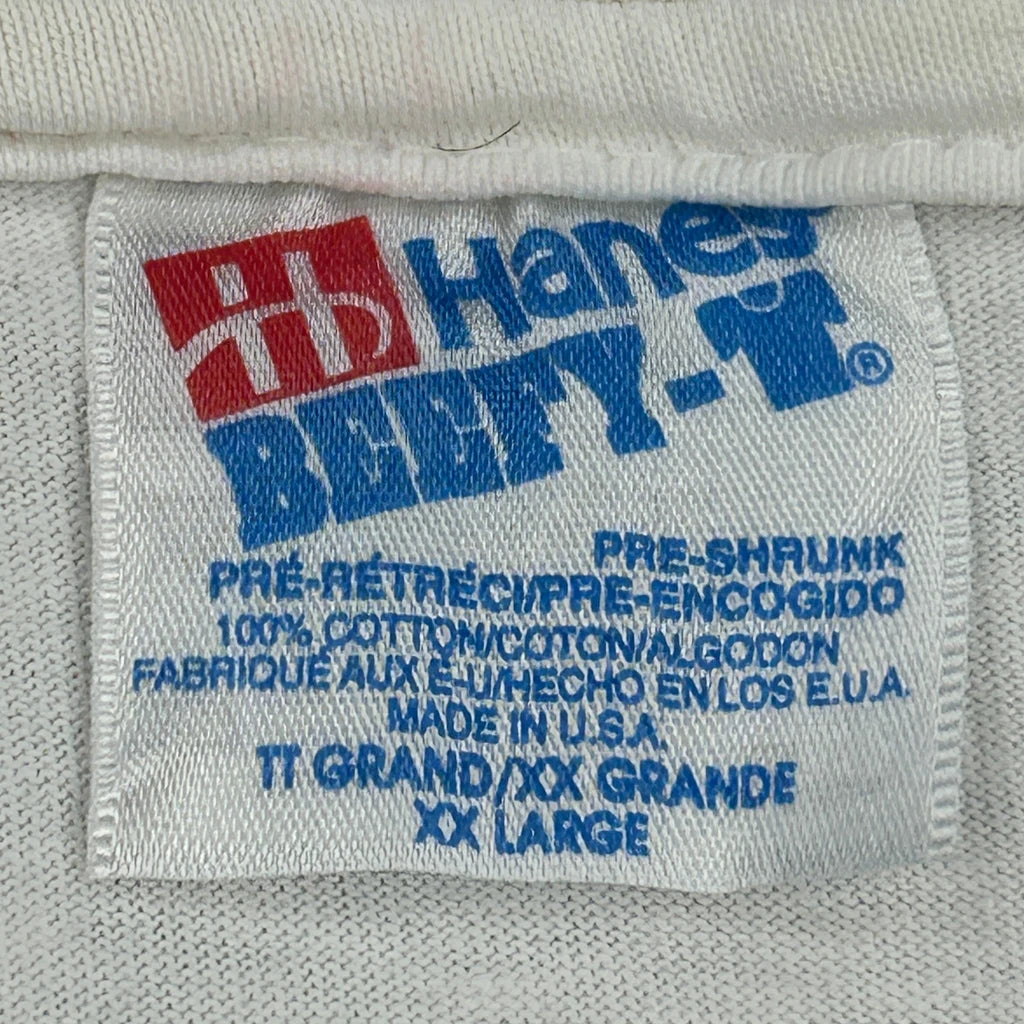 Hanes
BEEFY-T®
PRE-SHRUNK
PRÉ-RÉTRÉCI/PRE-ENCOGIDO
100% COTTON/COTON/ALGODON
FABRIQUÉ AUX É-U/HECHO EN LOS E.U.A.
MADE IN U.S.A.
TT GRAND/XX GRANDE
XX LARGE